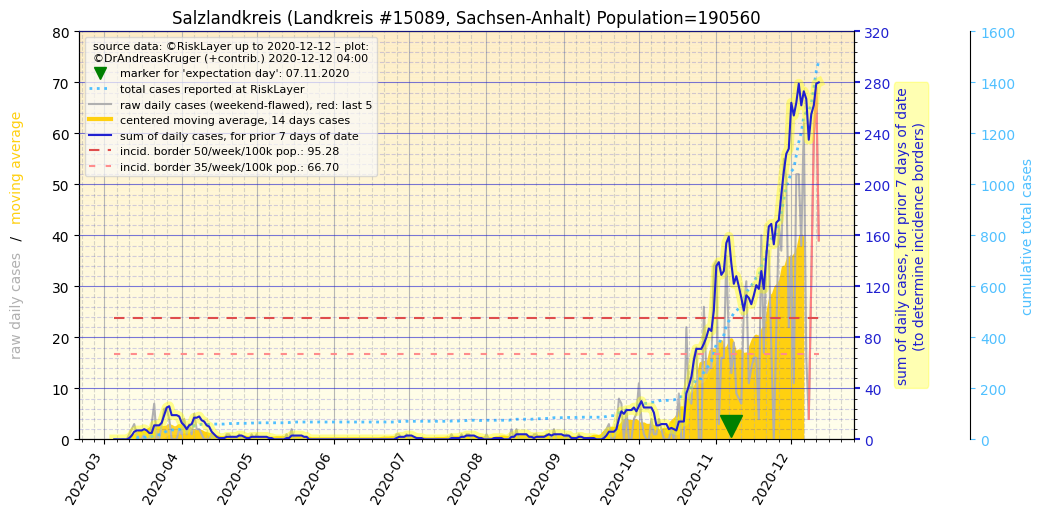 Salzlandkreis (Landkreis #15089, Sachsen-Anhalt) Population=190560
source data: ©RiskLayer up to 2020-12-12 – plot:
©DrAndreasKruger (+contrib.) 2020-12-12 04:00
marker for 'expectation day': 07.11.2020
total cases reported at RiskLayer
raw daily cases (weekend-flawed), red: last 5
centered moving average, 14 days cases
sum of daily cases, for prior 7 days of date
incid. border 50/week/100k pop.: 95.28
incid. border 35/week/100k pop.: 66.70
raw daily cases / moving average
80
70
60
50
40
30
20
10
0
2020-03
2020-04
2020-05
2020-06
2020-07
2020-08
2020-09
2020-10
2020-11
2020-12
320
280
240
200
160
120
80
40
0
sum of daily cases, for prior 7 days of date
(to determine incidence borders)
1600
1400
1200
1000
800
600
400
200
0
cumulative total cases